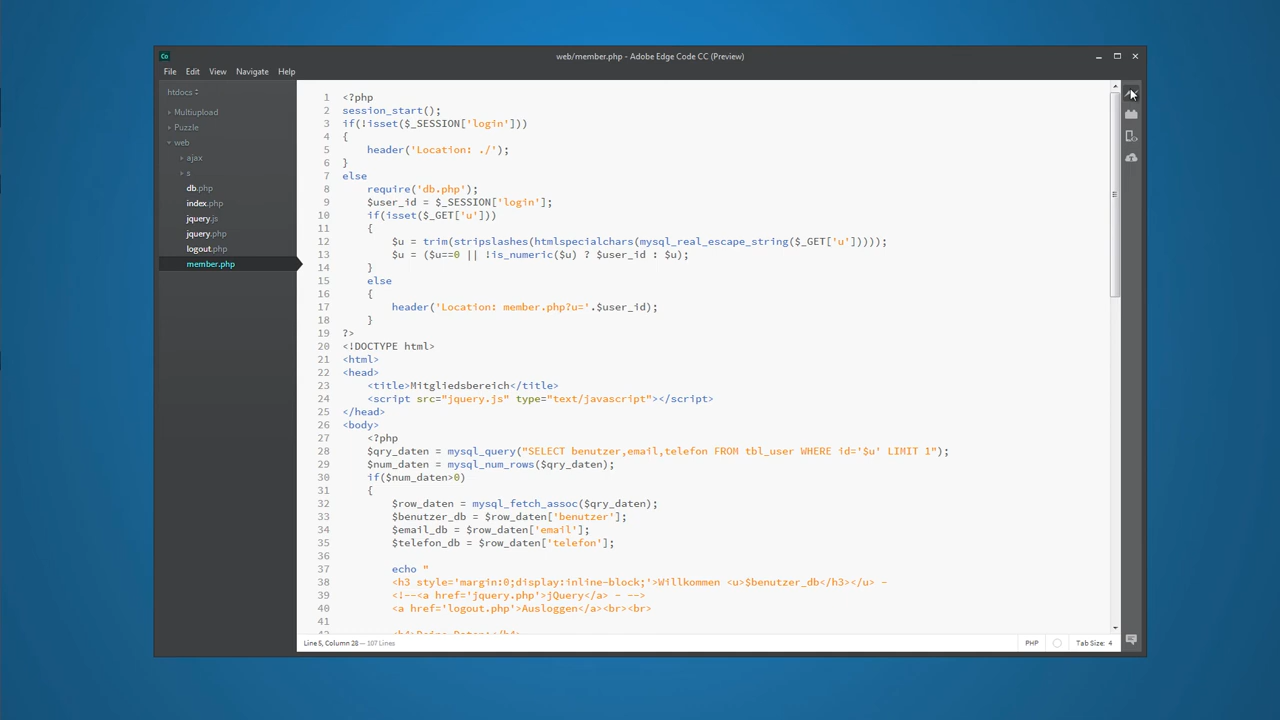 Co
web/member.php - Adobe Edge Code CC (Preview)
File Edit View Navigate Help
htdocs
Multiupload
Puzzle
web
ajax
s
db.php
index.php
jquery.js
jquery.php
logout.php
member.php
1 <?php
2 session_start();
3 if(!isset($_SESSION['login']))
4 {
5 header('Location: ./');
6 }
7 else
8 require('db.php');
9 $user_id = $_SESSION['login'];
10 if(isset($_GET['u']))
11 {
12 $u = trim(stripslashes(htmlspecialchars(mysql_real_escape_string($_GET['u']))));
13 $u = ($u==0 || !is_numeric($u) ? $user_id : $u);
14 }
15 else
16 {
17 header('Location: member.php?u='.$user_id);
18 }
19 ?>
20 <!DOCTYPE html>
21 <html>
22 <head>
23 <title>Mitgliedsbereich</title>
24 <script src="jquery.js" type="text/javascript"></script>
25 </head>
26 <body>
27 <?php
28 $qry_daten = mysql_query("SELECT benutzer,email,telefon FROM tbl_user WHERE id='$u' LIMIT 1");
29 $num_daten = mysql_num_rows($qry_daten);
30 if($num_daten>0)
31 {
32 $row_daten = mysql_fetch_assoc($qry_daten);
33 $benutzer_db = $row_daten['benutzer'];
34 $email_db = $row_daten['email'];
35 $telefon_db = $row_daten['telefon'];
36
37 echo "
38 <h3 style='margin:0;display:inline-block;'>Willkommen <u>$benutzer_db</h3></u> -
39 <!--<a href='jquery.php'>jQuery</a> - -->
40 <a href='logout.php'>Ausloggen</a><br><br>
41
Line 5, Column 28 — 107 Lines
PHP
Tab Size: 4